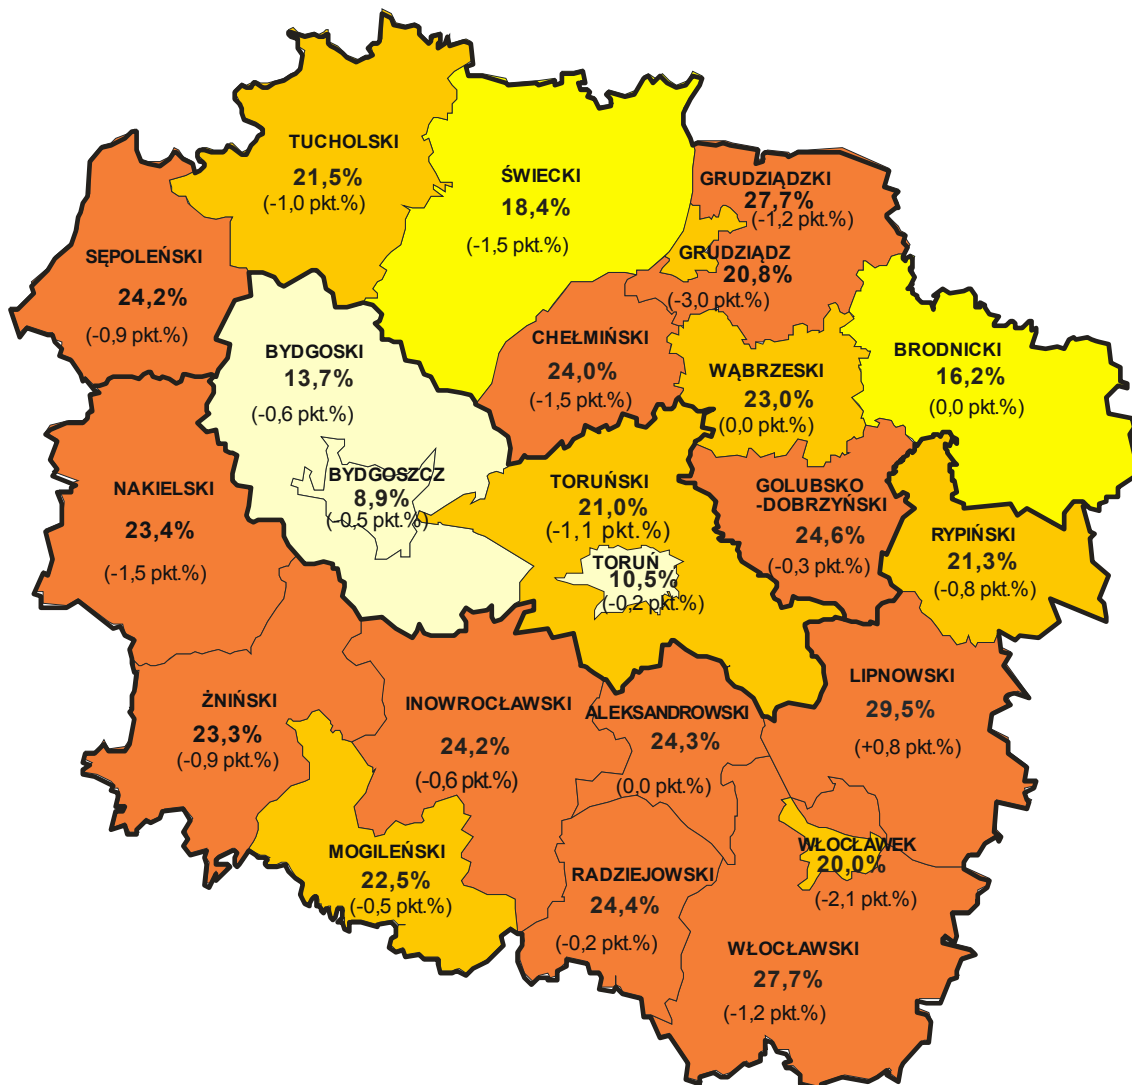 TUCHOLSKI
21,5%
(-1,0 pkt.%)
ŚWIECKI
18,4%
(-1,5 pkt.%)
GRUDZIĄDZKI
27,7%
(-1,2 pkt.%)
GRUDZIĄDZ
20,8%
(-3,0 pkt.%)
SĘPOLEŃSKI
24,2%
(-0,9 pkt.%)
BYDGOSKI
13,7%
(-0,6 pkt.%)
CHEŁMIŃSKI
24,0%
(-1,5 pkt.%)
WĄBRZESKI
23,0%
(0,0 pkt.%)
BRODNICKI
16,2%
(0,0 pkt.%)
NAKIELSKI
23,4%
(-1,5 pkt.%)
BYDGOSZCZ
8,9%
(-0,5 pkt.%)
TORUŃSKI
21,0%
(-1,1 pkt.%)
TORUŃ
10,5%
(-0,2 pkt.%)
GOLUBSKO
-DOBRZYŃSKI
24,6%
(-0,3 pkt.%)
RYPIŃSKI
21,3%
(-0,8 pkt.%)
ŻNIŃSKI
23,3%
(-0,9 pkt.%)
INOWROCŁAWSKI
24,2%
(-0,6 pkt.%)
ALEKSANDROWSKI
24,3%
(0,0 pkt.%)
LIPNOWSKI
29,5%
(+0,8 pkt.%)
MOGILEŃSKI
22,5%
(-0,5 pkt.%)
RADZIEJOWSKI
24,4%
(-0,2 pkt.%)
WŁOCŁAWEK
20,0%
(-2,1 pkt.%)
WŁOCŁAWSKI
27,7%
(-1,2 pkt.%)